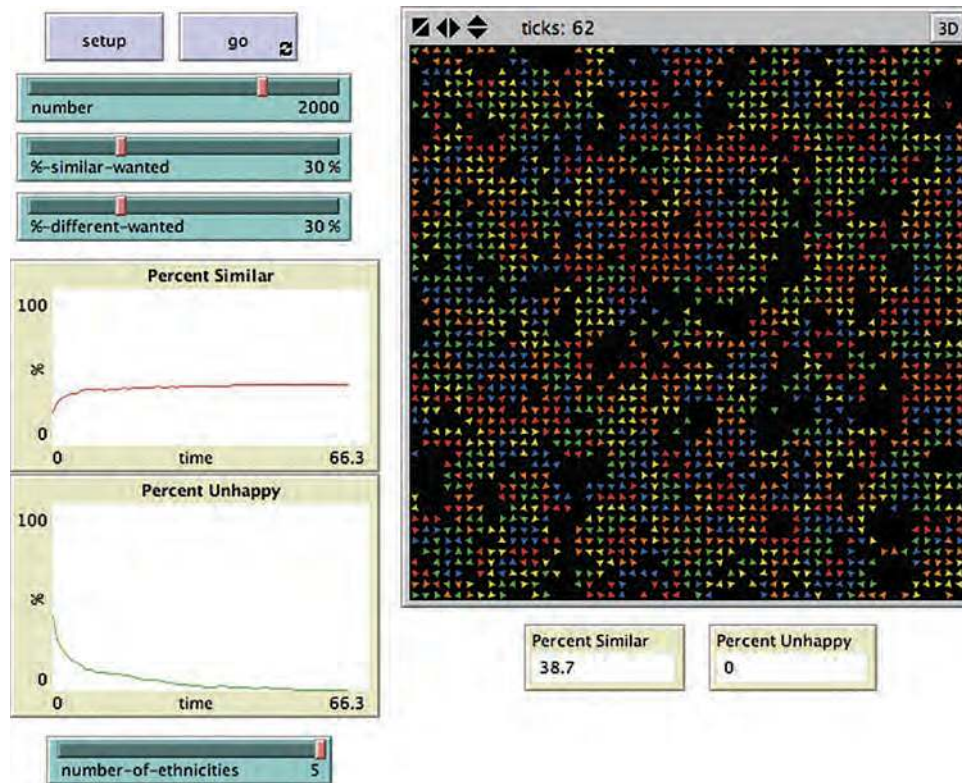 setup
go
number 2000
%-similar-wanted 30 %
%-different-wanted 30 %
Percent Similar
100
%
0
0 time 66.3
Percent Unhappy
100
%
0
0 time 66.3
number-of-ethnicities 5
ticks: 62
3D
Percent Similar
38.7
Percent Unhappy
0